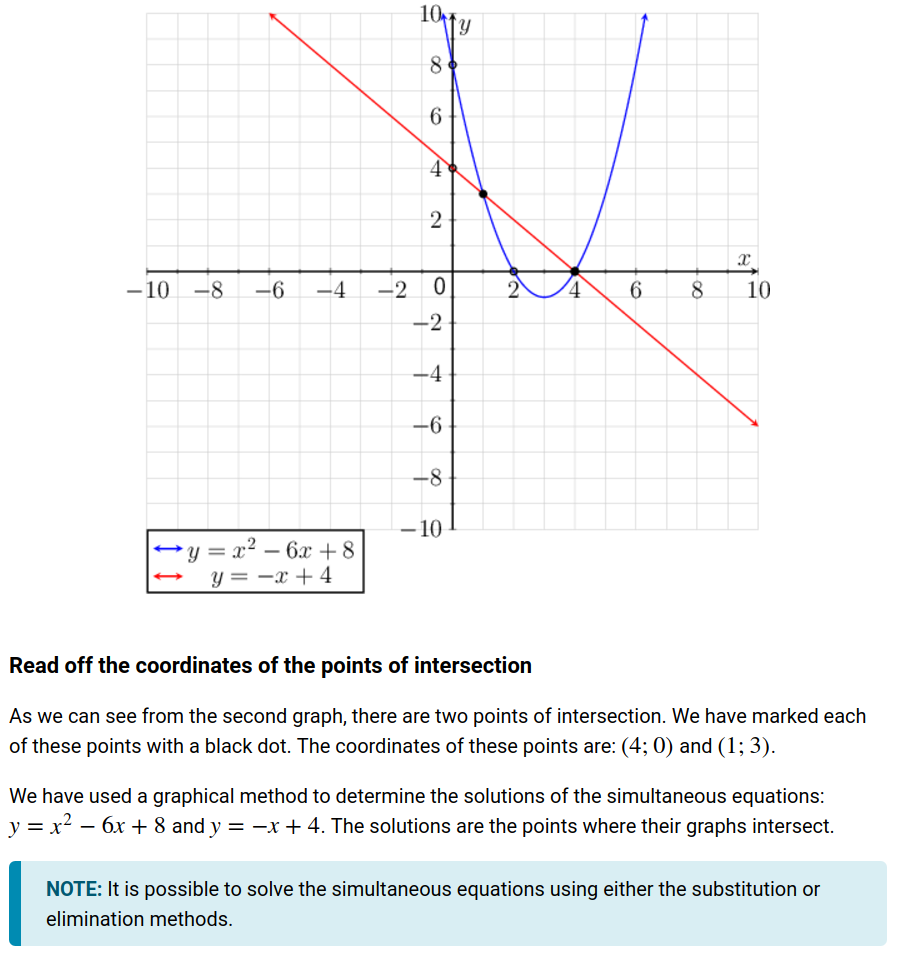 10
y
8
6
4
2
x
−10 −8 −6 −4 −2 0 2 4 6 8 10
−2
−4
−6
−8
−10
y = x² − 6x + 8
y = −x + 4
Read off the coordinates of the points of intersection
As we can see from the second graph, there are two points of intersection. We have marked each
of these points with a black dot. The coordinates of these points are: (4; 0) and (1; 3).
We have used a graphical method to determine the solutions of the simultaneous equations:
y = x² − 6x + 8 and y = −x + 4. The solutions are the points where their graphs intersect.
NOTE: It is possible to solve the simultaneous equations using either the substitution or
elimination methods.